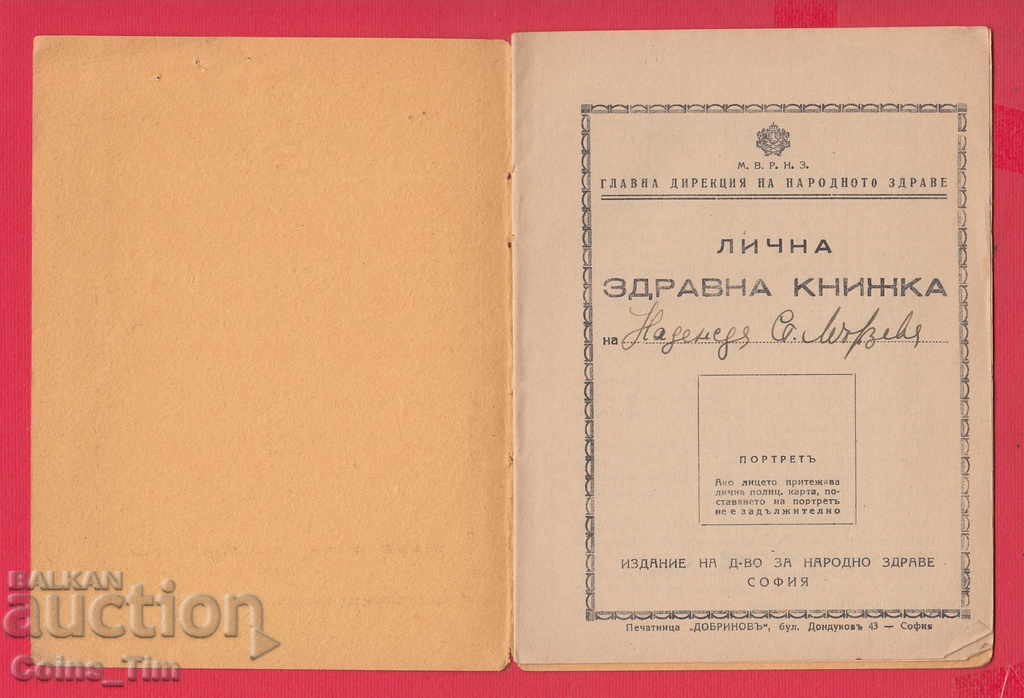 М. В. Р. Н. З.
ГЛАВНА ДИРЕКЦИЯ НА НАРОДНОТО ЗДРАВЕ
ЛИЧНА
ЗДРАВНА КНИЖКА
на Надежда Ст.
ПОРТРЕТЪ
Ако лицето притежава
лична полиц. карта, по-
ставянето на портретъ
не е задължително
ИЗДАНИЕ НА Д-ВО ЗА НАРОДНО ЗДРАВЕ
СОФИЯ
Печатница „ДОБРИНОВЪ", бул. Дондуковъ 43 — София
BALKAN
auction
Coins_Tim